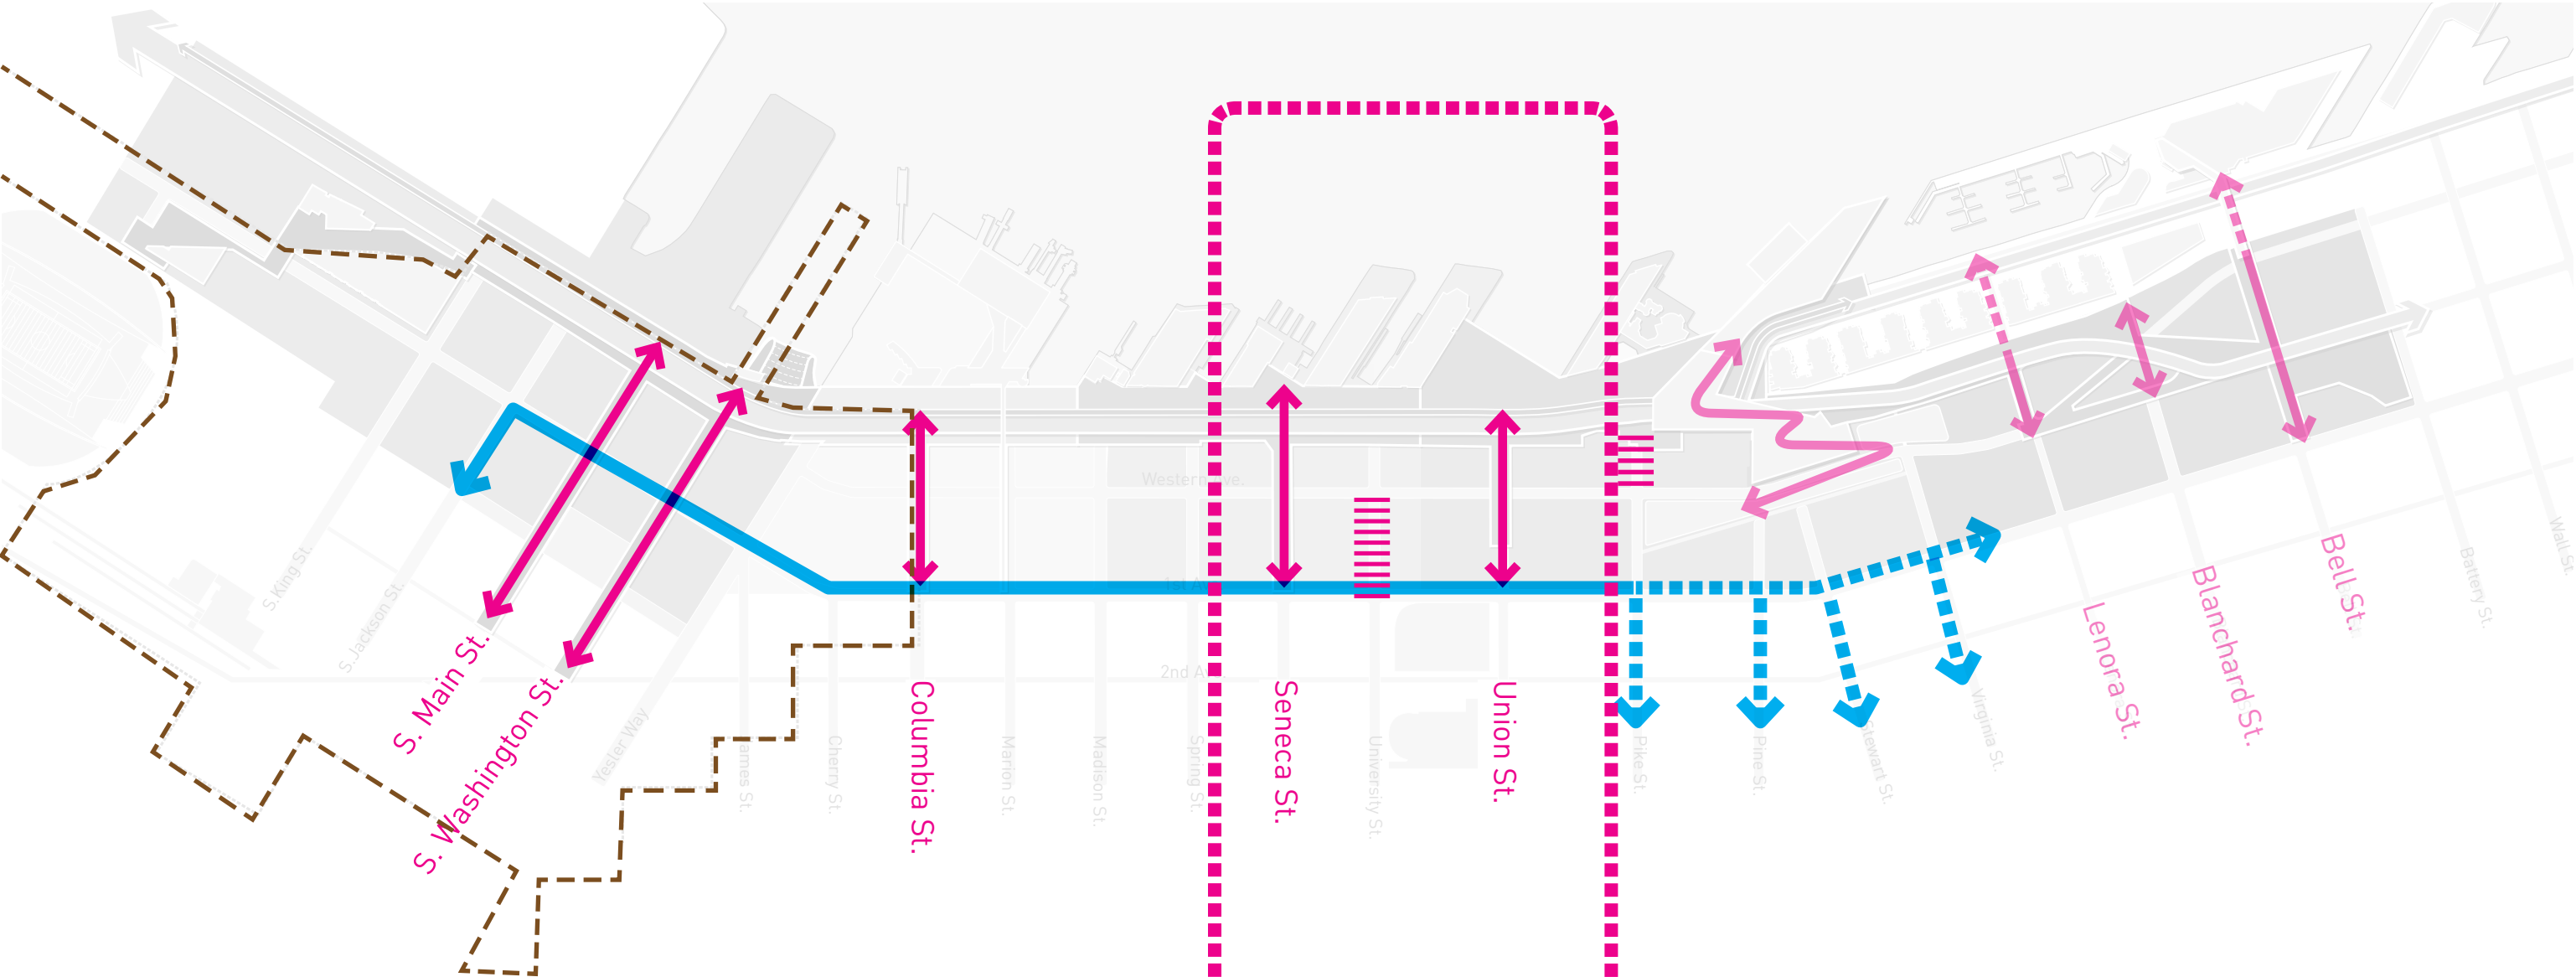 Western Ave.
1st A
2nd A
S.King St.
S.Jackson St.
S. Main St.
S. Washington St.
Yesler Way
James St.
Cherry St.
Columbia St.
Marion St.
Madison St.
Spring St.
Seneca St.
University St.
Union St.
Pike St.
Pine St.
Stewart St.
Virginia St.
Lenora St.
Blanchard St.
Bell St.
Battery St.
Wall St.